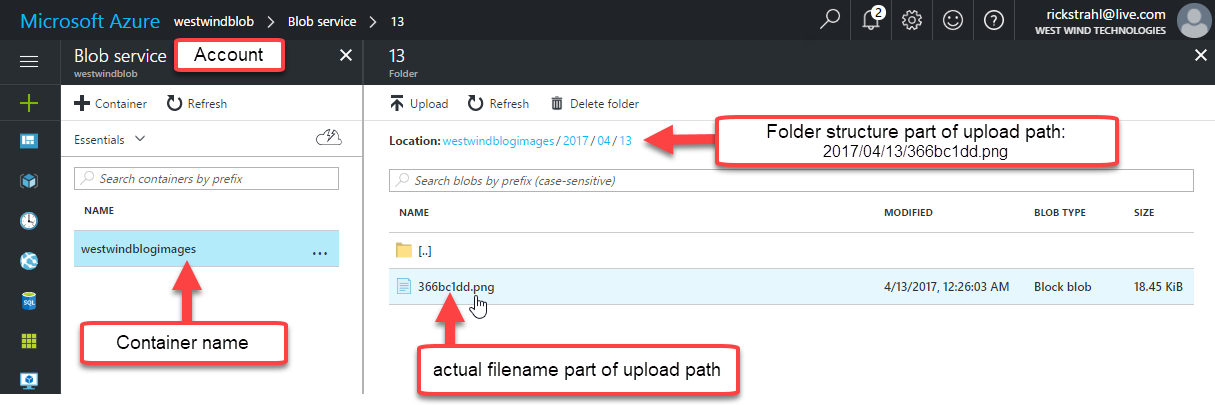 Microsoft Azure westwindblob > Blob service > 13
2
rickstrahl@live.com
WEST WIND TECHNOLOGIES
Blob service
westwindblob
Account
Container
Refresh
Essentials
Search containers by prefix
NAME
westwindblogimages ...
Container name
13
Folder
Upload Refresh Delete folder
Location: westwindblogimages / 2017 / 04 / 13
Folder structure part of upload path:
2017/04/13/366bc1dd.png
Search blobs by prefix (case-sensitive)
NAME MODIFIED BLOB TYPE SIZE
[..]
366bc1dd.png 4/13/2017, 12:26:03 AM Block blob 18.45 KiB
actual filename part of upload path
SQL